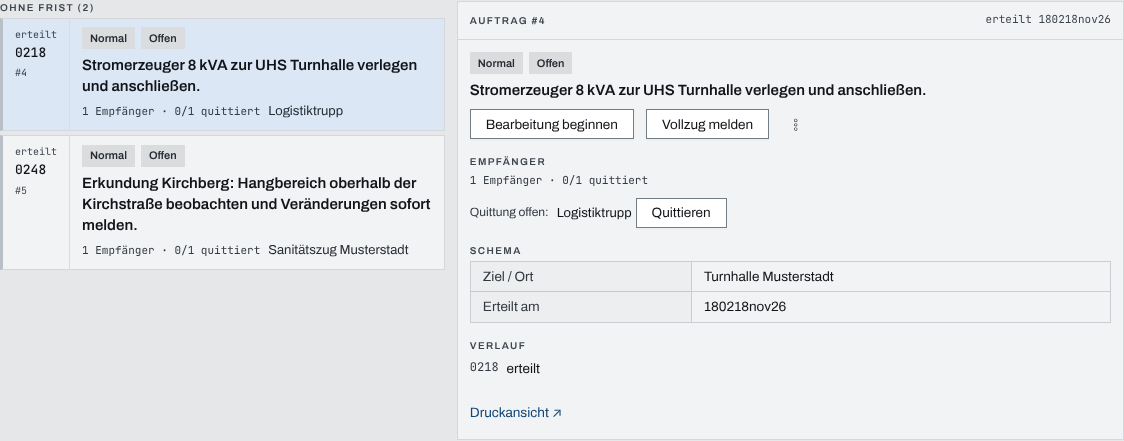 OHNE FRIST (2)
erteilt
0218
#4
Normal Offen
Stromerzeuger 8 kVA zur UHS Turnhalle verlegen
und anschließen.
1 Empfänger · 0/1 quittiert Logistiktrupp
erteilt
0248
#5
Normal Offen
Erkundung Kirchberg: Hangbereich oberhalb der
Kirchstraße beobachten und Veränderungen sofort
melden.
1 Empfänger · 0/1 quittiert Sanitätszug Musterstadt
AUFTRAG #4 erteilt 180218nov26
Normal Offen
Stromerzeuger 8 kVA zur UHS Turnhalle verlegen und anschließen.
Bearbeitung beginnen Vollzug melden
EMPFÄNGER
1 Empfänger · 0/1 quittiert
Quittung offen: Logistiktrupp Quittieren
SCHEMA
Ziel / Ort Turnhalle Musterstadt
Erteilt am 180218nov26
VERLAUF
0218 erteilt
Druckansicht ↗